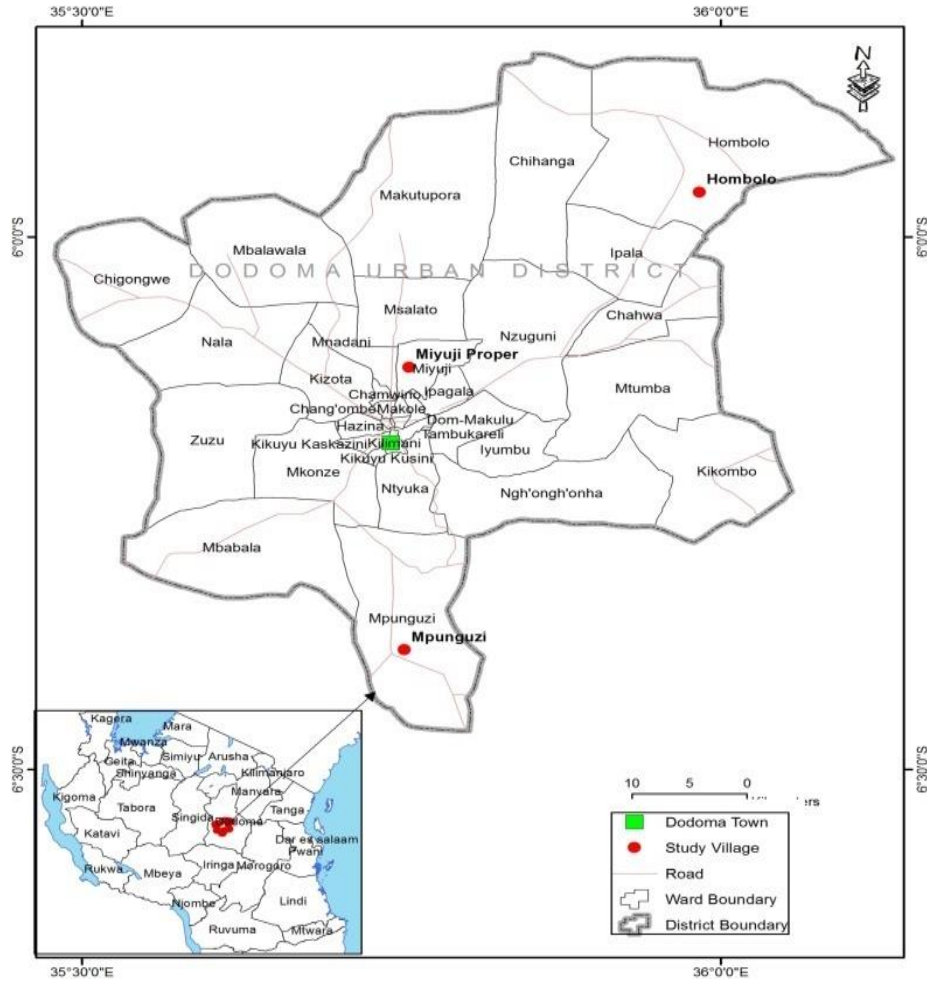 35°30'0"E
36°0'0"E
N
Hombolo
Chihanga
Hombolo
Makutupora
6°0'0"S
6°0'0"S
Mbalawala
Ipala
DODOMA URBAN DISTRICT
Chigongwe
Msalato
Chahwa
Nala
Mnadani
Nzuguni
Miyuji Proper
Miyuji
Kizota
Ipagala
Mtumba
Chamwino
Chang'ombe
Makole
Hazina
Dom-Makulu
Zuzu
Kikuyu Kaskazini
Kilimani
Tambukareli
Iyumbu
Kikuyu Kusini
Mkonze
Kikombo
Ntyuka
Ngh'ongh'onha
Mbabala
Mpunguzi
Mpunguzi
Kagera
Mara
Mwanza
Geita
Simiyu
Arusha
Shinyanga
Kilimanjaro
6°30'0"S
6°30'0"S
Manyara
Kigoma
Tabora
Tanga
Singida
Dodoma
Katavi
Dar es salaam
Pwani
Iringa
Morogoro
Rukwa
Mbeya
Njombe
Lindi
Ruvuma
Mtwara
10 5 0
Dodoma Town
Study Village
Road
Ward Boundary
District Boundary
35°30'0"E
36°0'0"E